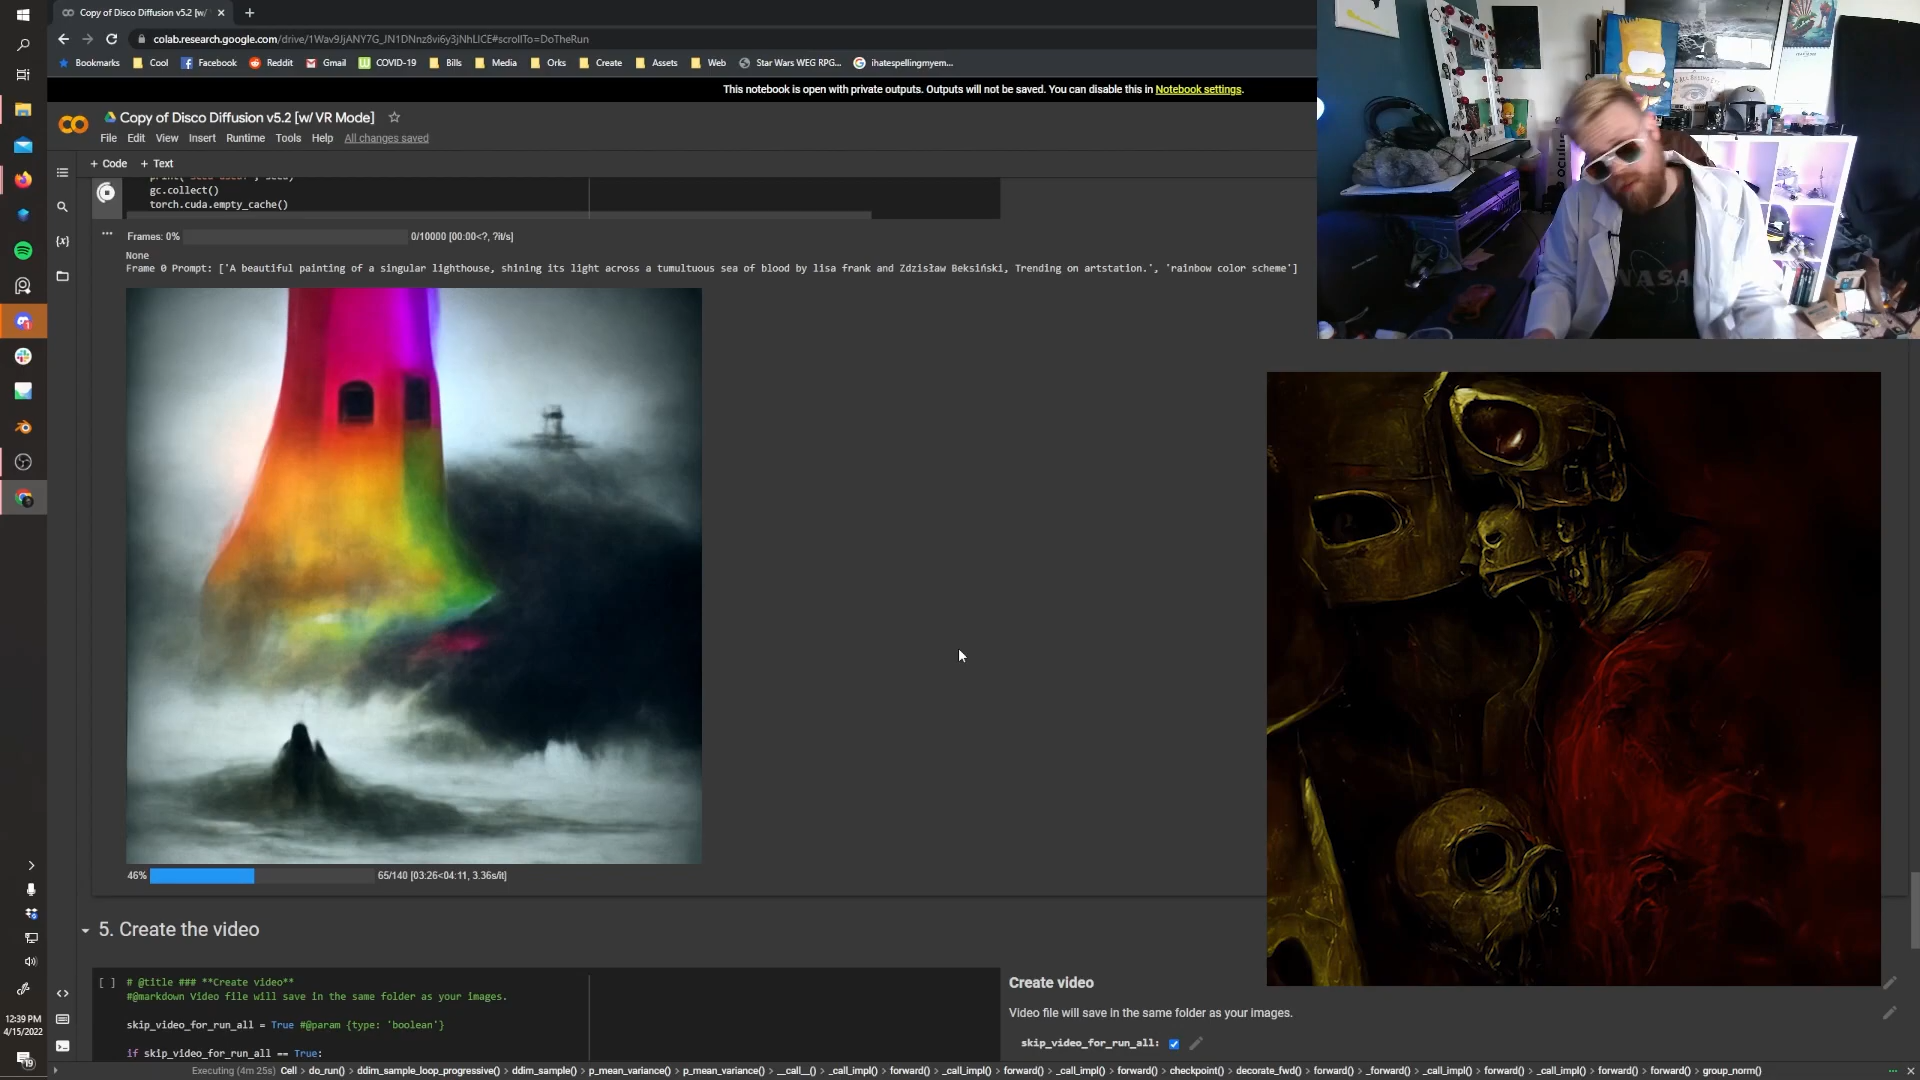 Copy of Disco Diffusion v5.2 [w/
colab.research.google.com/drive/1Wav9JjANY7G_JN1DNnz8vi6y3jNhLICE#scrollTo=DoTheRun
Bookmarks Cool Facebook Reddit Gmail COVID-19 Bills Media Orks Create Assets Web Star Wars WEG RPG... ihatespellingmyem...
This notebook is open with private outputs. Outputs will not be saved. You can disable this in Notebook settings.
Copy of Disco Diffusion v5.2 [w/ VR Mode]
File Edit View Insert Runtime Tools Help All changes saved
+ Code + Text
gc.collect()
torch.cuda.empty_cache()
Frames: 0% 0/10000 [00:00<?, ?it/s]
None
Frame 0 Prompt: ['A beautiful painting of a singular lighthouse, shining its light across a tumultuous sea of blood by lisa frank and Zdzisław Beksiński, Trending on artstation.', 'rainbow color scheme']
NASA
46% 65/140 [03:26<04:11, 3.36s/it]
5. Create the video
[ ] # @title ### **Create video**
#@markdown Video file will save in the same folder as your images.
skip_video_for_run_all = True #@param {type: 'boolean'}
if skip_video_for_run_all == True:
Create video
Video file will save in the same folder as your images.
skip_video_for_run_all:
Executing (4m 25s) Cell > do_run() > ddim_sample_loop_progressive() > ddim_sample() > p_mean_variance() > p_mean_variance() > __call__() > _call_impl() > forward() > _call_impl() > forward() > _call_impl() > forward() > checkpoint() > decorate_fwd() > forward() > _forward() > _call_impl() > forward() > _call_impl() > forward() > forward() > group_norm()
12:39 PM
4/15/2022
19